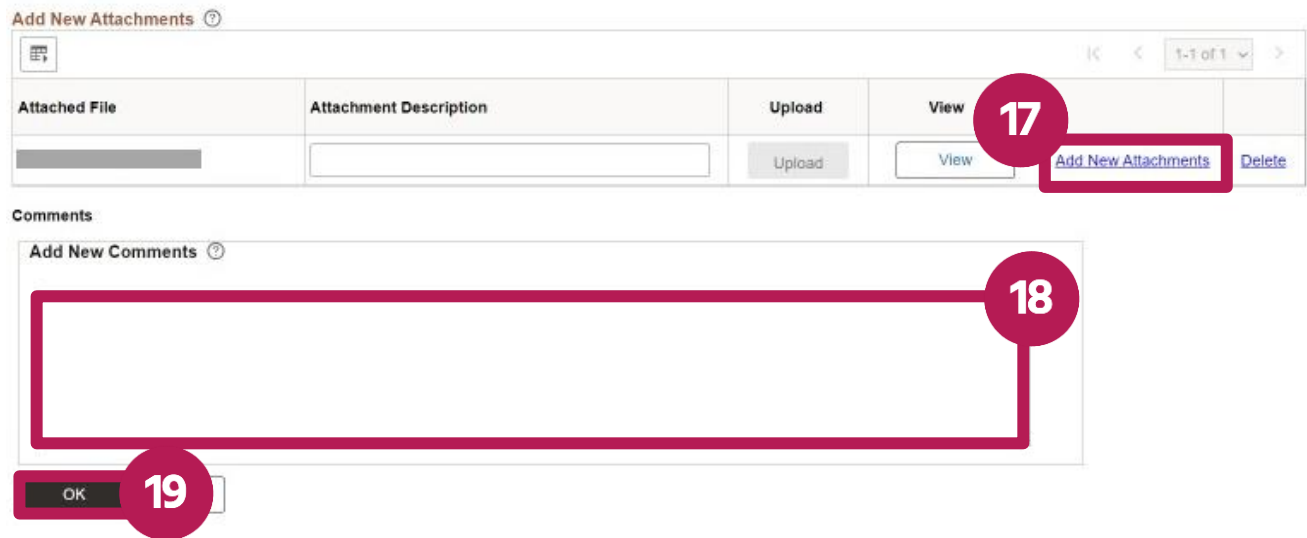 Add New Attachments ?
1-1 of 1
Attached File Attachment Description Upload View
17
Upload View Add New Attachments Delete
Comments
Add New Comments ?
18
OK 19